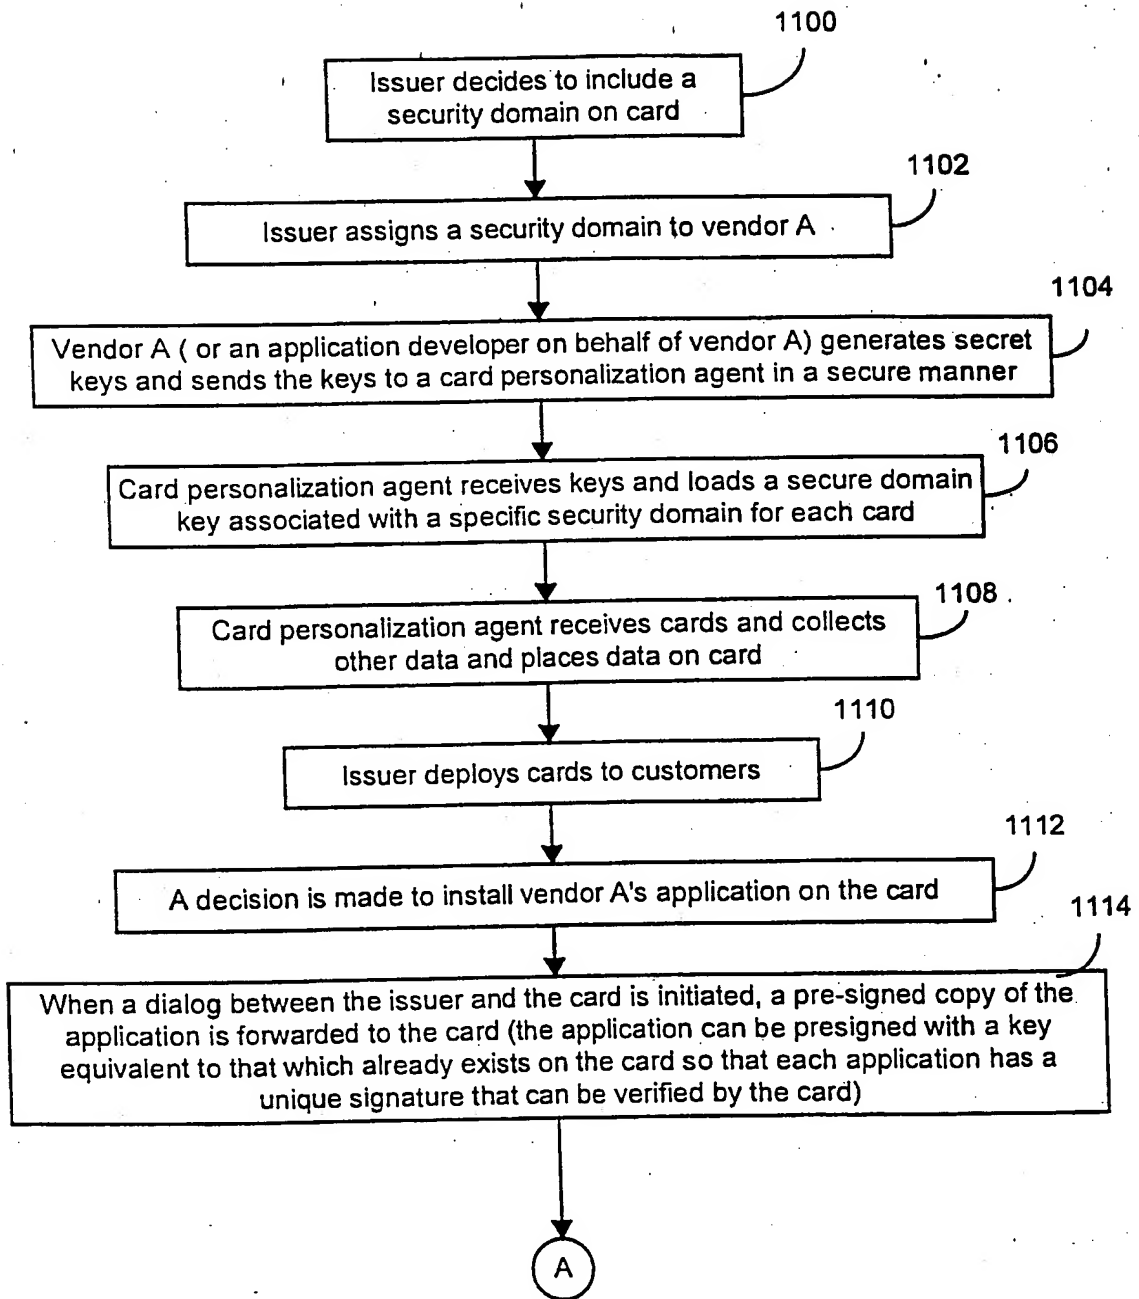 1100
Issuer decides to include a
security domain on card
1102
Issuer assigns a security domain to vendor A
1104
Vendor A ( or an application developer on behalf of vendor A) generates secret
keys and sends the keys to a card personalization agent in a secure manner
1106
Card personalization agent receives keys and loads a secure domain
key associated with a specific security domain for each card
1108
Card personalization agent receives cards and collects
other data and places data on card
1110
Issuer deploys cards to customers
1112
A decision is made to install vendor A's application on the card
1114
When a dialog between the issuer and the card is initiated, a pre-signed copy of the
application is forwarded to the card (the application can be presigned with a key
equivalent to that which already exists on the card so that each application has a
unique signature that can be verified by the card)
A